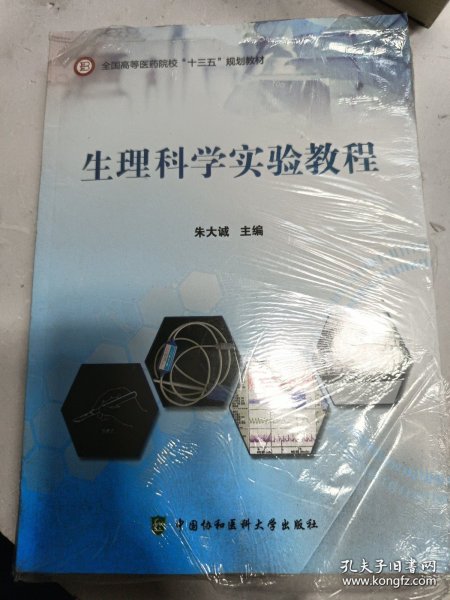 全国高等医药院校“十三五”规划教材
生理科学实验教程
朱大诚 主编
中国协和医科大学出版社
孔夫子旧书网
www.kongfz.com